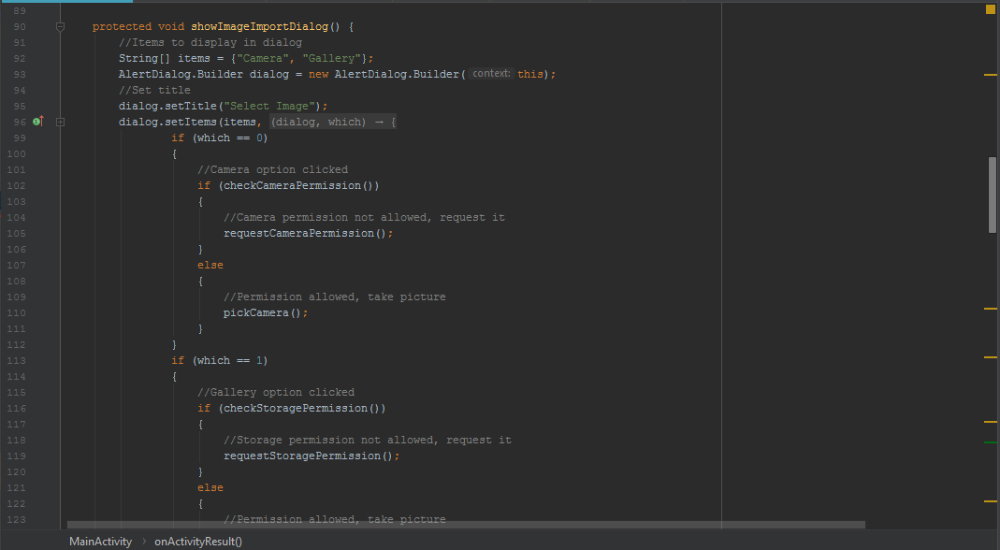 89
90 protected void showImageImportDialog() {
91 //Items to display in dialog
92 String[] items = {"Camera", "Gallery"};
93 AlertDialog.Builder dialog = new AlertDialog.Builder( context: this);
94 //Set title
95 dialog.setTitle("Select Image");
96 dialog.setItems(items, (dialog, which) → {
99 if (which == 0)
100 {
101 //Camera option clicked
102 if (checkCameraPermission())
103 {
104 //Camera permission not allowed, request it
105 requestCameraPermission();
106 }
107 else
108 {
109 //Permission allowed, take picture
110 pickCamera();
111 }
112 }
113 if (which == 1)
114 {
115 //Gallery option clicked
116 if (checkStoragePermission())
117 {
118 //Storage permission not allowed, request it
119 requestStoragePermission();
120 }
121 else
122 {
123 //Permission allowed, take picture
MainActivity › onActivityResult()